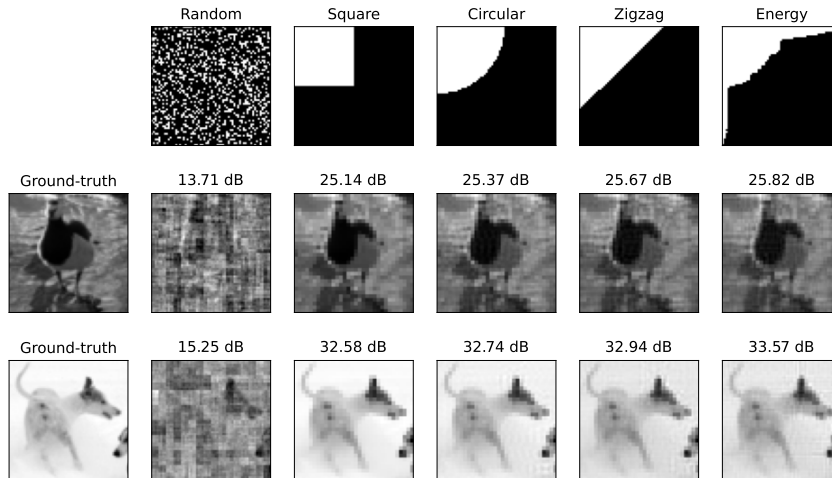 Random Square Circular Zigzag Energy
Ground-truth 13.71 dB 25.14 dB 25.37 dB 25.67 dB 25.82 dB
Ground-truth 15.25 dB 32.58 dB 32.74 dB 32.94 dB 33.57 dB